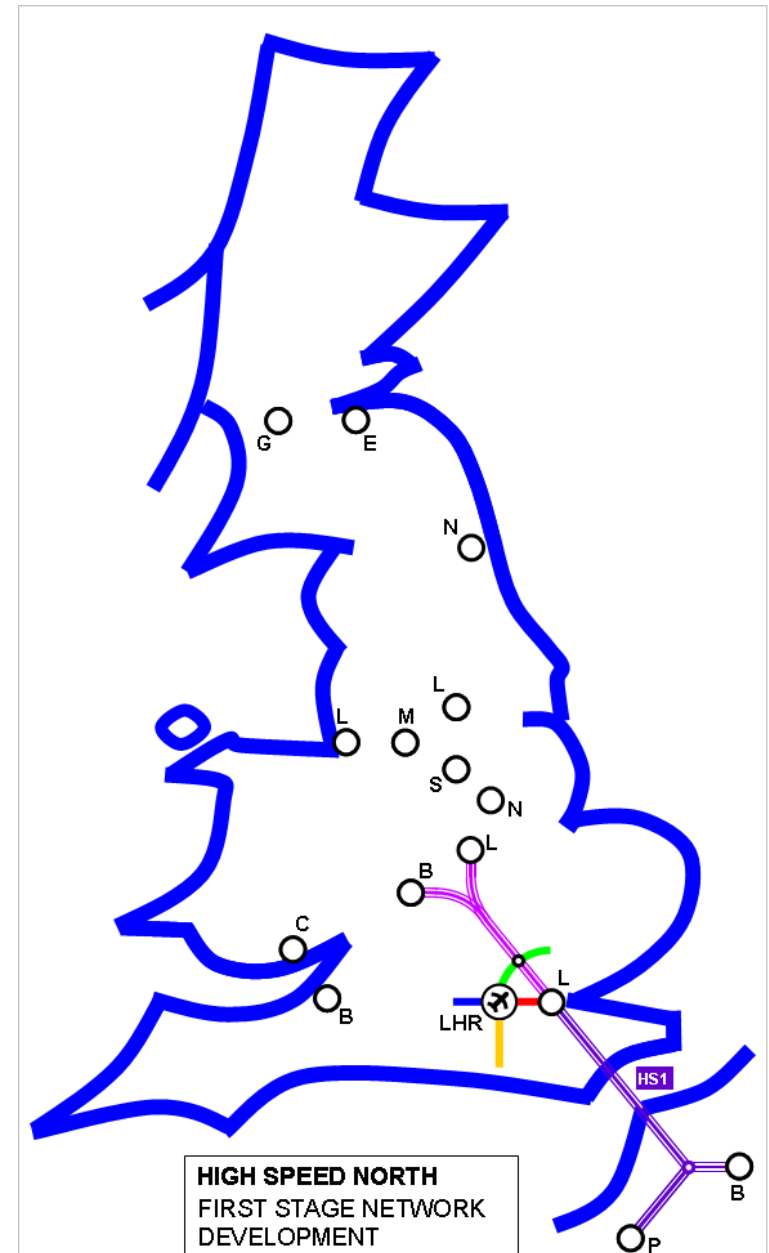 G
E
N
L
L
M
S
N
L
B
C
L
B
LHR
HS1
B
P
HIGH SPEED NORTH
FIRST STAGE NETWORK
DEVELOPMENT